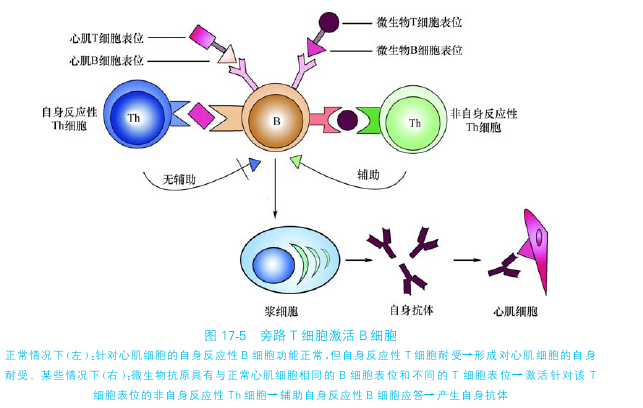 心肌T细胞表位
微生物T细胞表位
心肌B细胞表位
微生物B细胞表位
自身反应性
Th细胞
Th
B
Th
非自身反应性
Th细胞
无辅助
辅助
浆细胞
自身抗体
心肌细胞
图 17-5 旁路 T 细胞激活 B 细胞
正常情况下(左):针对心肌细胞的自身反应性 B 细胞功能正常,但自身反应性 T 细胞耐受→形成对心肌细胞的自身
耐受。某些情况下(右):微生物抗原具有与正常心肌细胞相同的 B 细胞表位和不同的 T 细胞表位→激活针对该 T
细胞表位的非自身反应性 Th 细胞→辅助自身反应性 B 细胞应答→产生自身抗体